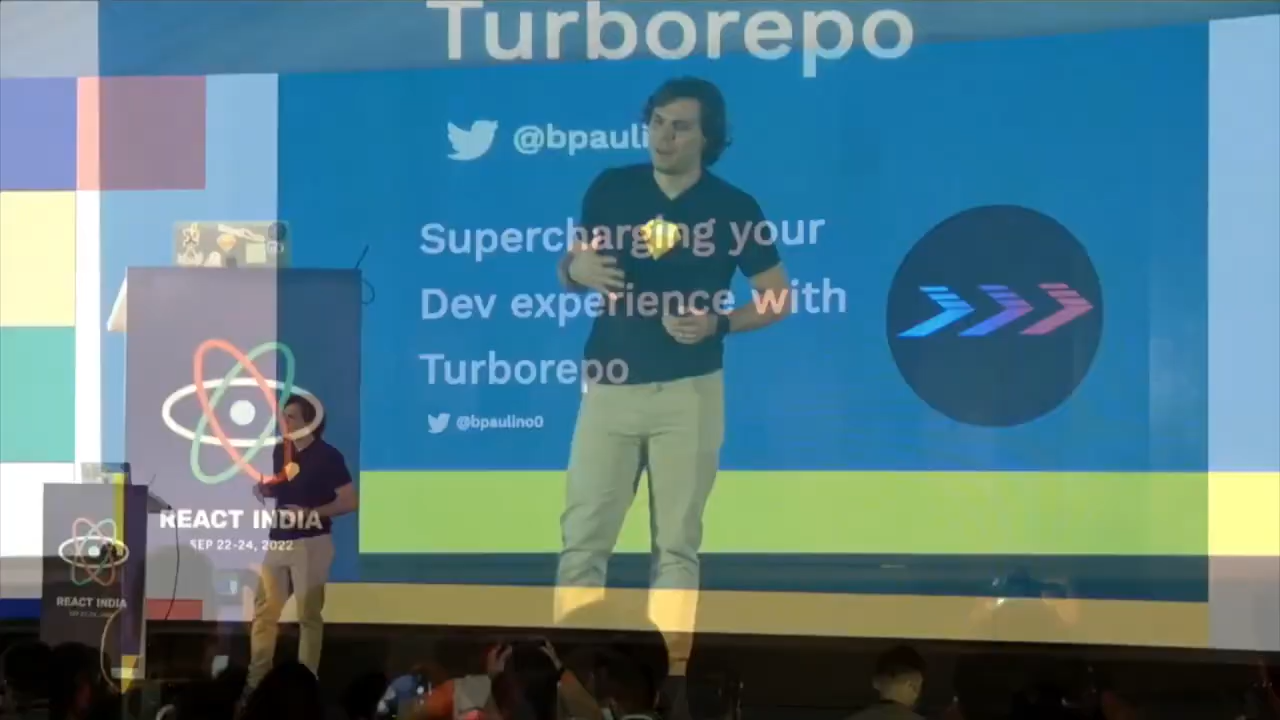 Turborepo
@bpauli
Supercharging your
Dev experience with
Turborepo
@bpaulino0
REACT INDIA
SEP 22-24, 2022
REACT INDIA